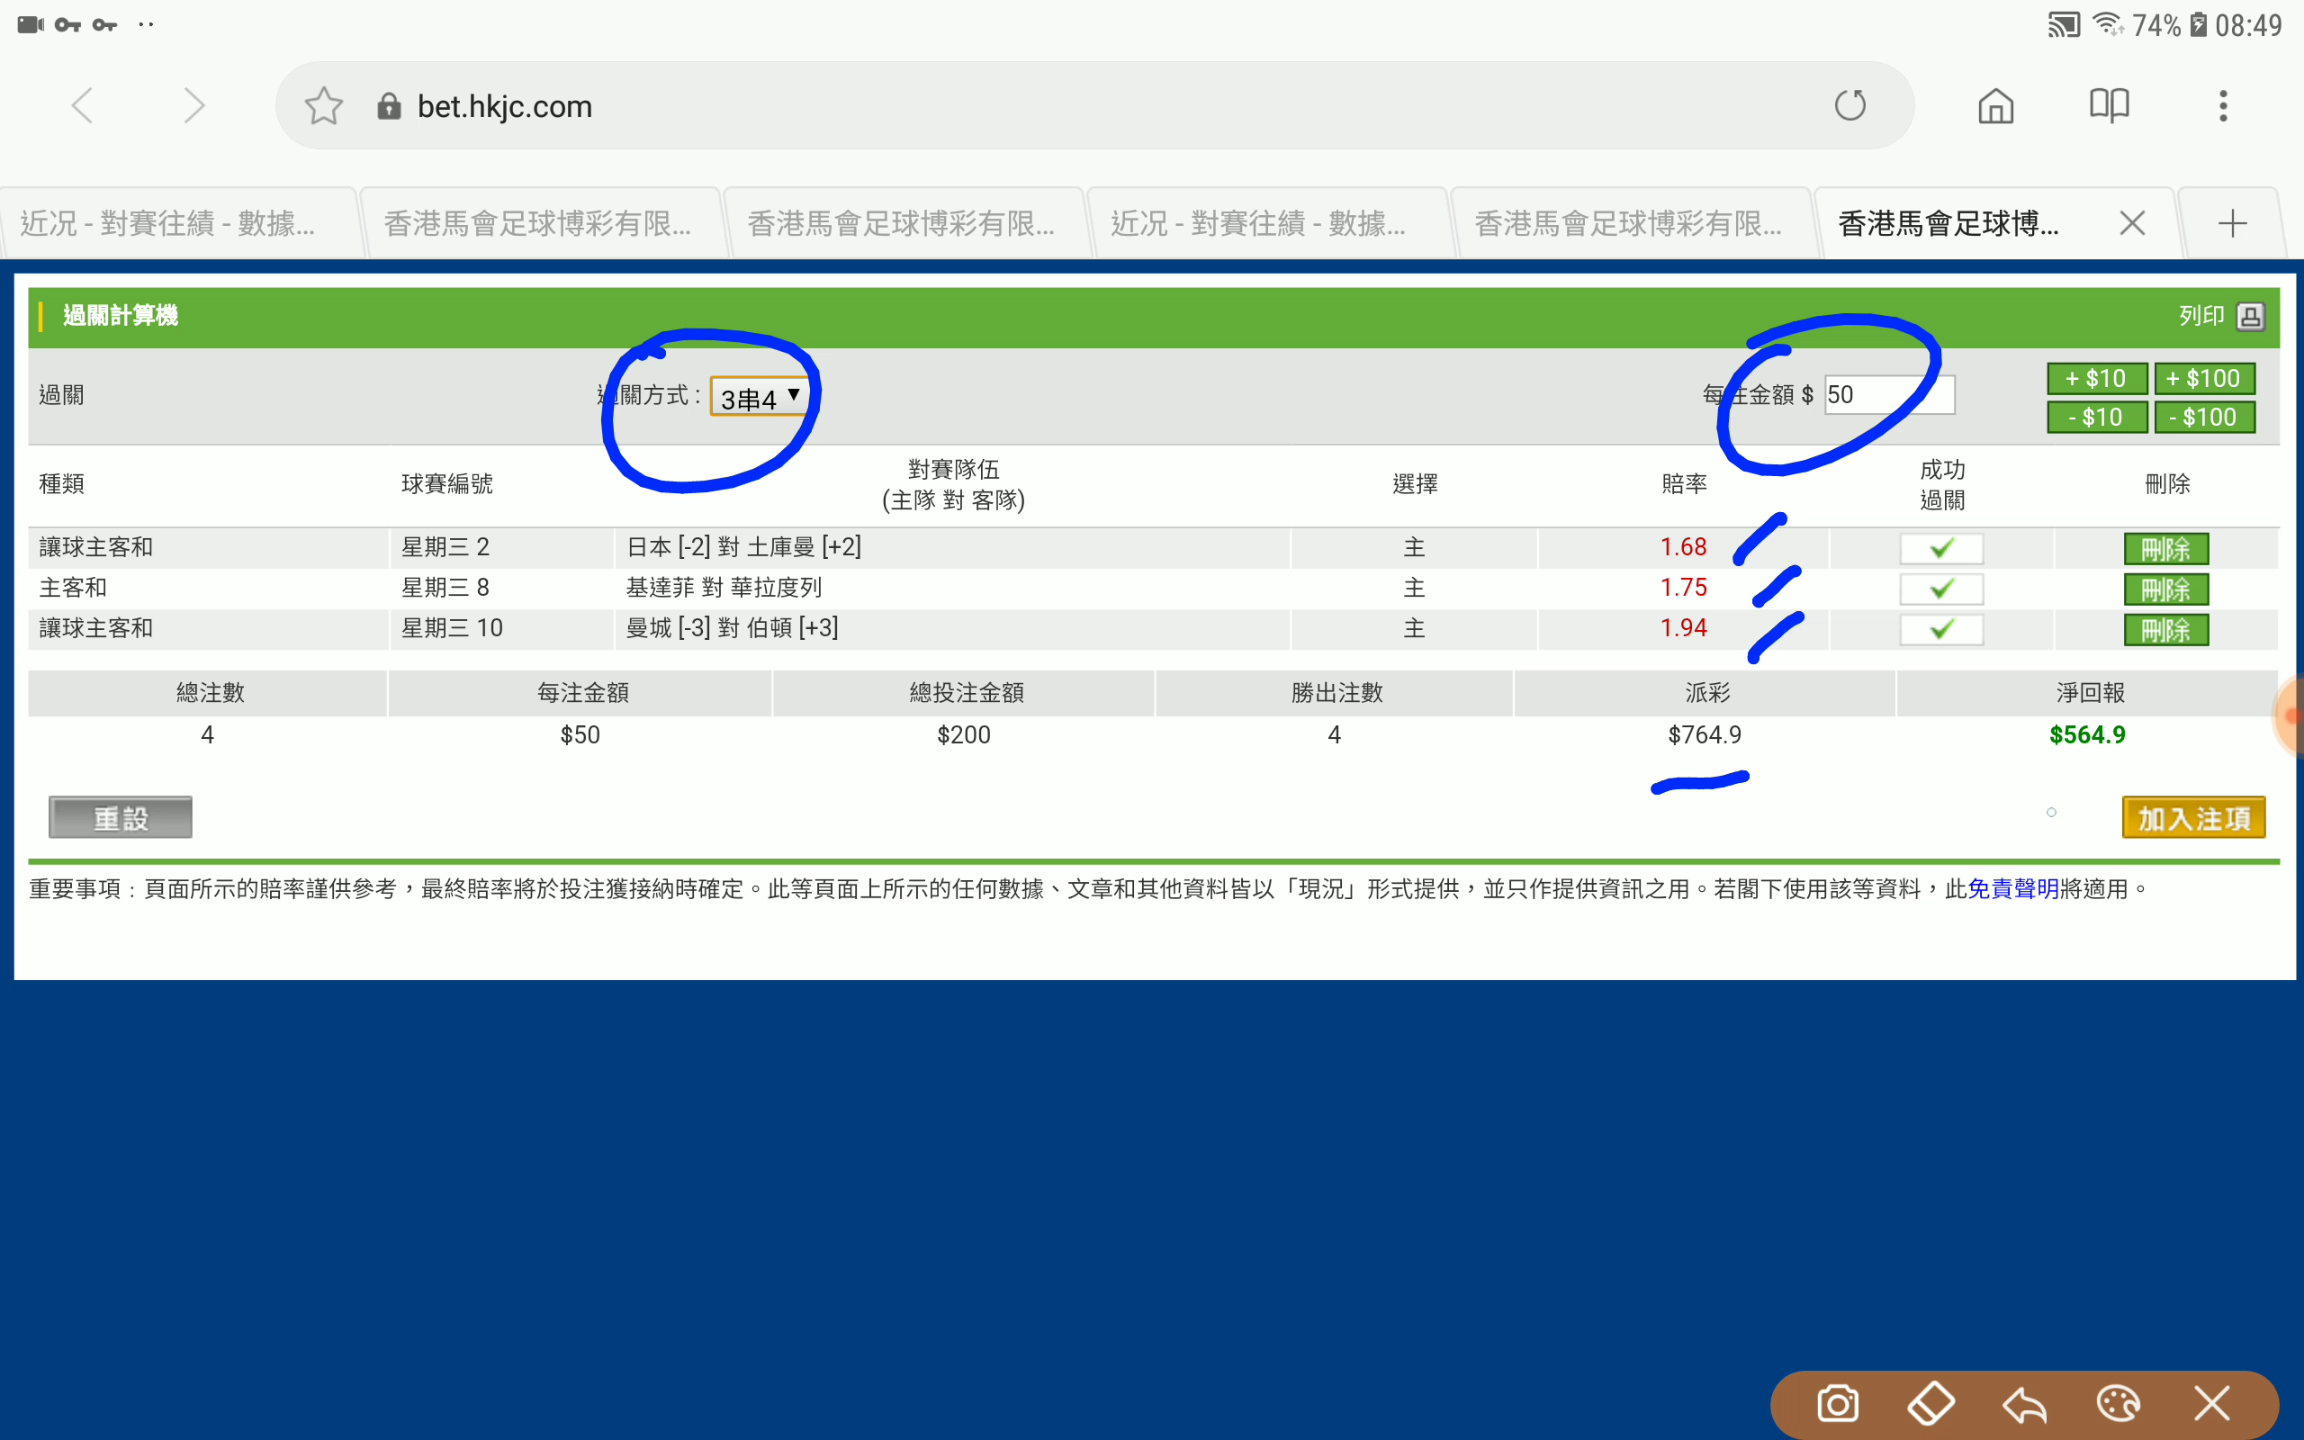 74% 08:49
bet.hkjc.com
近况 - 對賽往績 - 數據... 香港馬會足球博彩有限... 香港馬會足球博彩有限... 近况 - 對賽往績 - 數據... 香港馬會足球博彩有限... 香港馬會足球博...
過關計算機 列印
過關 過關方式 : 3串4 每注金額 $ 50 + $10 + $100
- $10 - $100
種類 球賽編號 對賽隊伍 (主隊 對 客隊) 選擇 賠率 成功 過關 刪除
讓球主客和 星期三 2 日本 [-2] 對 土庫曼 [+2] 主 1.68 刪除
主客和 星期三 8 基達菲 對 華拉度列 主 1.75 刪除
讓球主客和 星期三 10 曼城 [-3] 對 伯頓 [+3] 主 1.94 刪除
總注數 每注金額 總投注金額 勝出注數 派彩 淨回報
4 $50 $200 4 $764.9 $564.9
重設 加入注項
重要事項：頁面所示的賠率謹供參考，最終賠率將於投注獲接納時確定。此等頁面上所示的任何數據、文章和其他資料皆以「現況」形式提供，並只作提供資訊之用。若閣下使用該等資料，此免責聲明將適用。